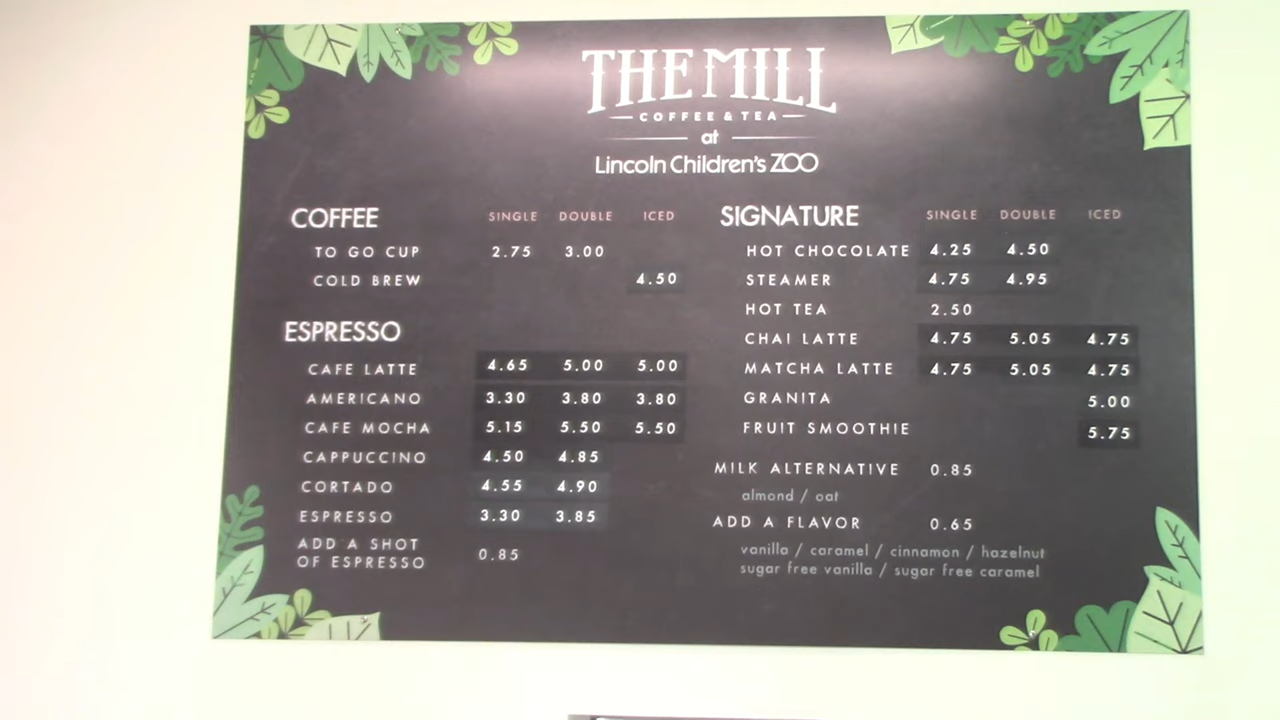 THE MILL
COFFEE & TEA
at
Lincoln Children's ZOO
COFFEE SINGLE DOUBLE ICED
TO GO CUP 2.75 3.00
COLD BREW 4.50
ESPRESSO
CAFE LATTE 4.65 5.00 5.00
AMERICANO 3.30 3.80 3.80
CAFE MOCHA 5.15 5.50 5.50
CAPPUCCINO 4.50 4.85
CORTADO 4.55 4.90
ESPRESSO 3.30 3.85
ADD A SHOT
OF ESPRESSO 0.85
SIGNATURE SINGLE DOUBLE ICED
HOT CHOCOLATE 4.25 4.50
STEAMER 4.75 4.95
HOT TEA 2.50
CHAI LATTE 4.75 5.05 4.75
MATCHA LATTE 4.75 5.05 4.75
GRANITA 5.00
FRUIT SMOOTHIE 5.75
MILK ALTERNATIVE 0.85
almond / oat
ADD A FLAVOR 0.65
vanilla / caramel / cinnamon / hazelnut
sugar free vanilla / sugar free caramel